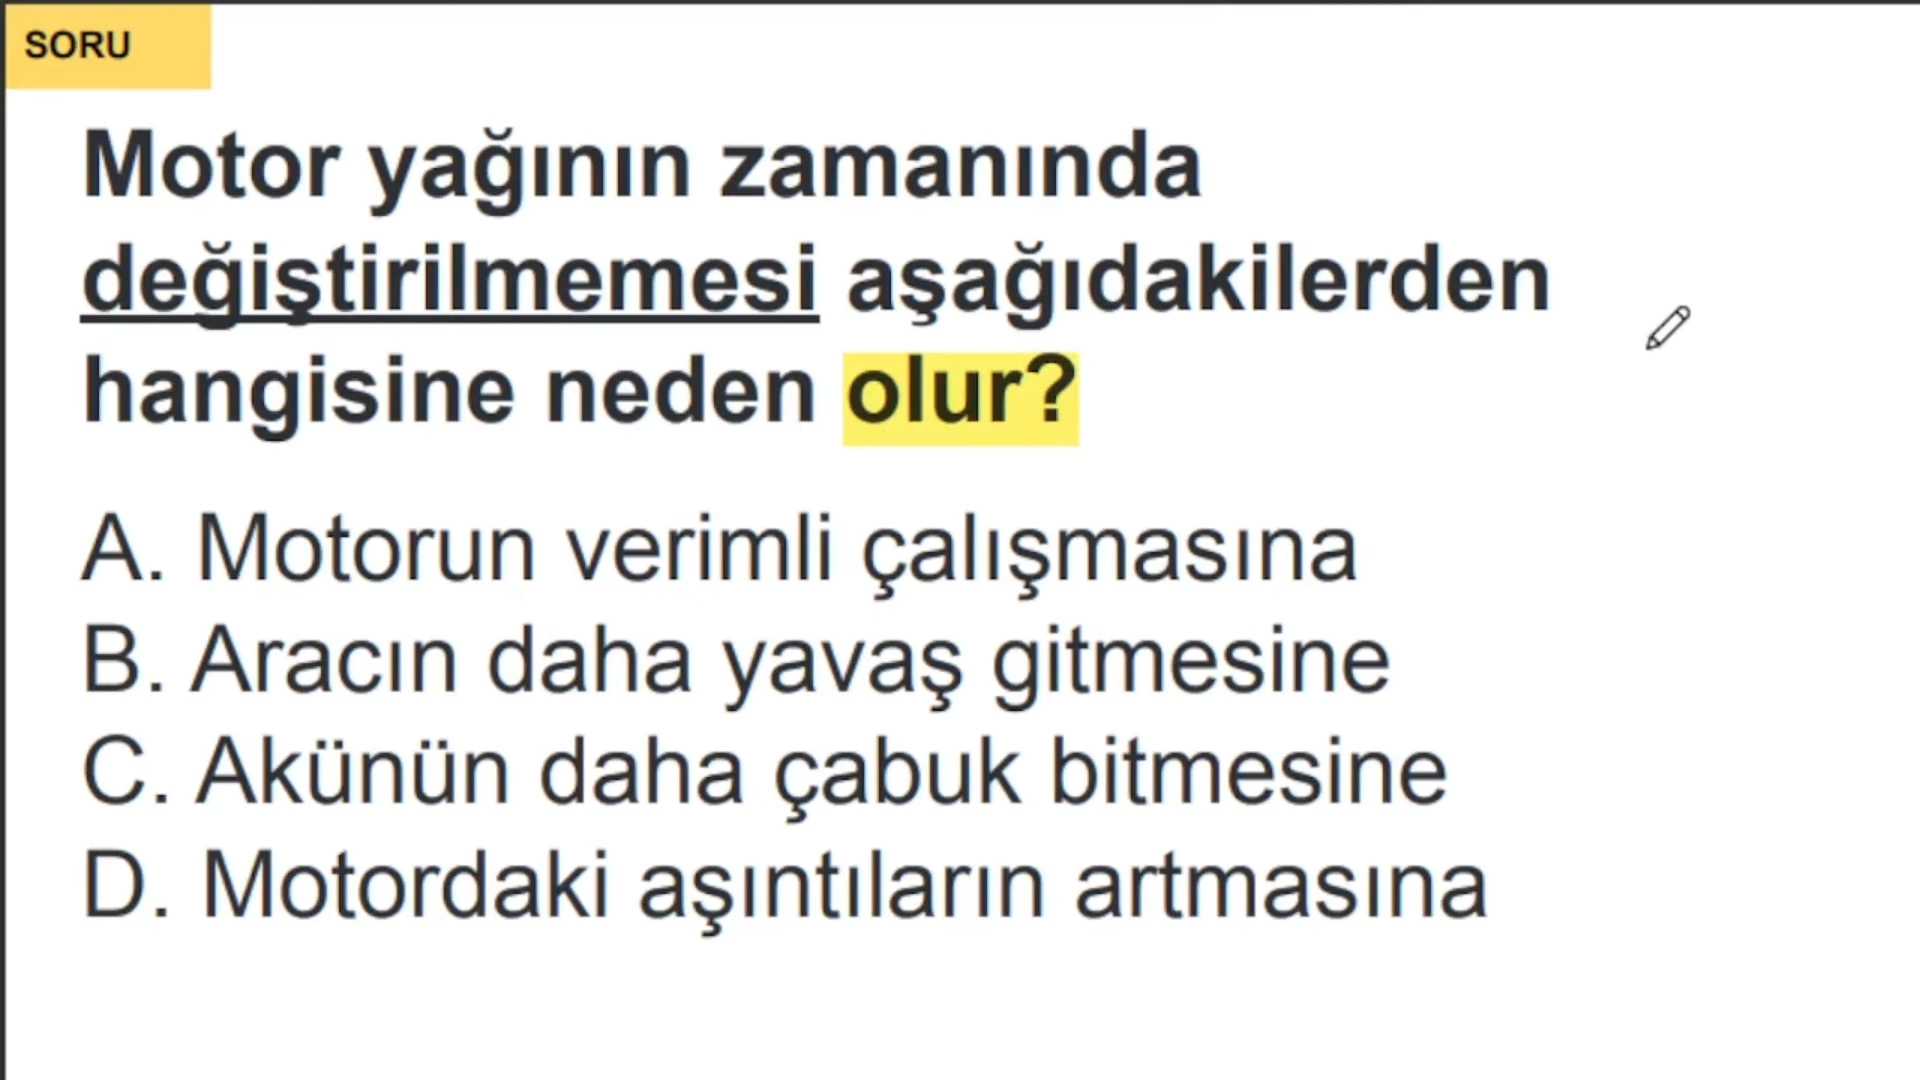 SORU
Motor yağının zamanında
değiştirilmemesi aşağıdakilerden
hangisine neden olur?
A. Motorun verimli çalışmasına
B. Aracın daha yavaş gitmesine
C. Akünün daha çabuk bitmesine
D. Motordaki aşıntıların artmasına